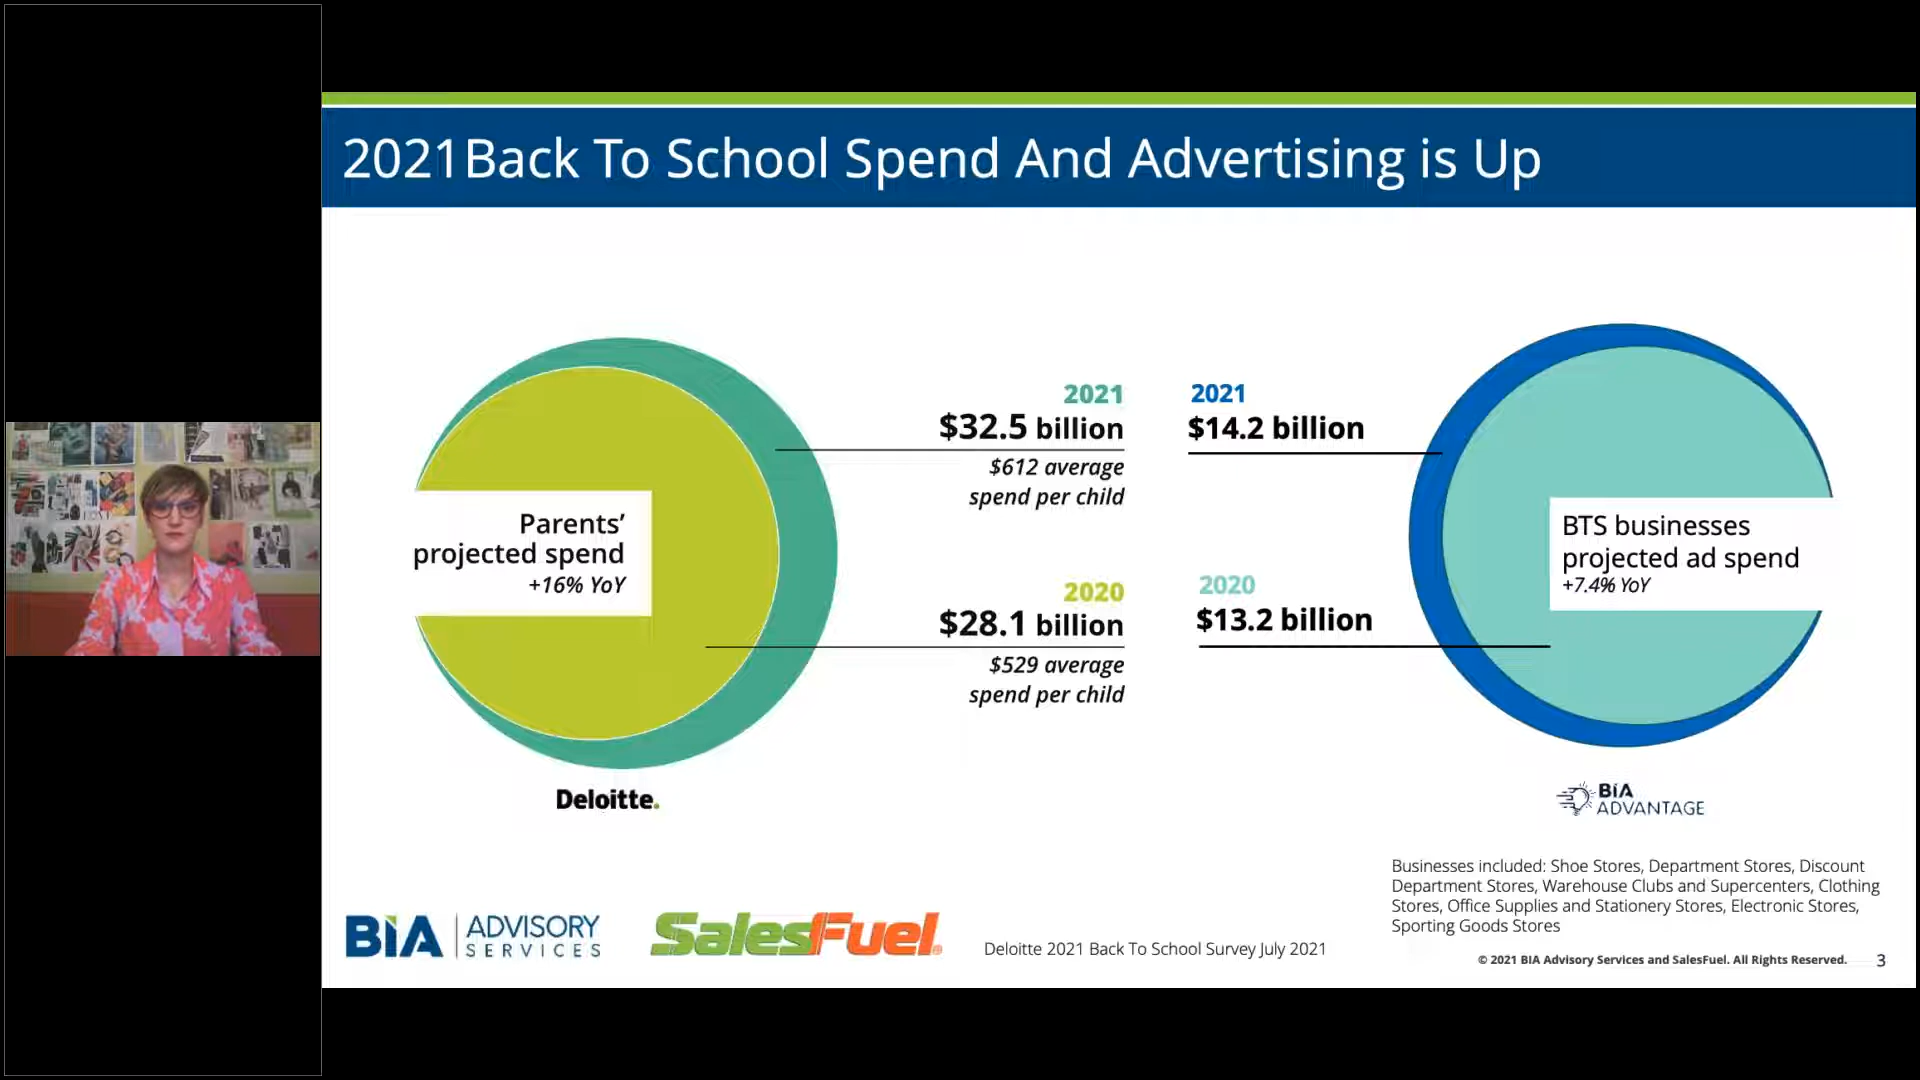 2021Back To School Spend And Advertising is Up
Parents’
projected spend
+16% YoY
2021
$32.5 billion
$612 average
spend per child
2020
$28.1 billion
$529 average
spend per child
Deloitte.
2021
$14.2 billion
2020
$13.2 billion
BTS businesses
projected ad spend
+7.4% YoY
BiA
ADVANTAGE
Businesses included: Shoe Stores, Department Stores, Discount
Department Stores, Warehouse Clubs and Supercenters, Clothing
Stores, Office Supplies and Stationery Stores, Electronic Stores,
Sporting Goods Stores
BiA ADVISORY
SERVICES
SalesFuel®
Deloitte 2021 Back To School Survey July 2021
© 2021 BIA Advisory Services and SalesFuel. All Rights Reserved.
3